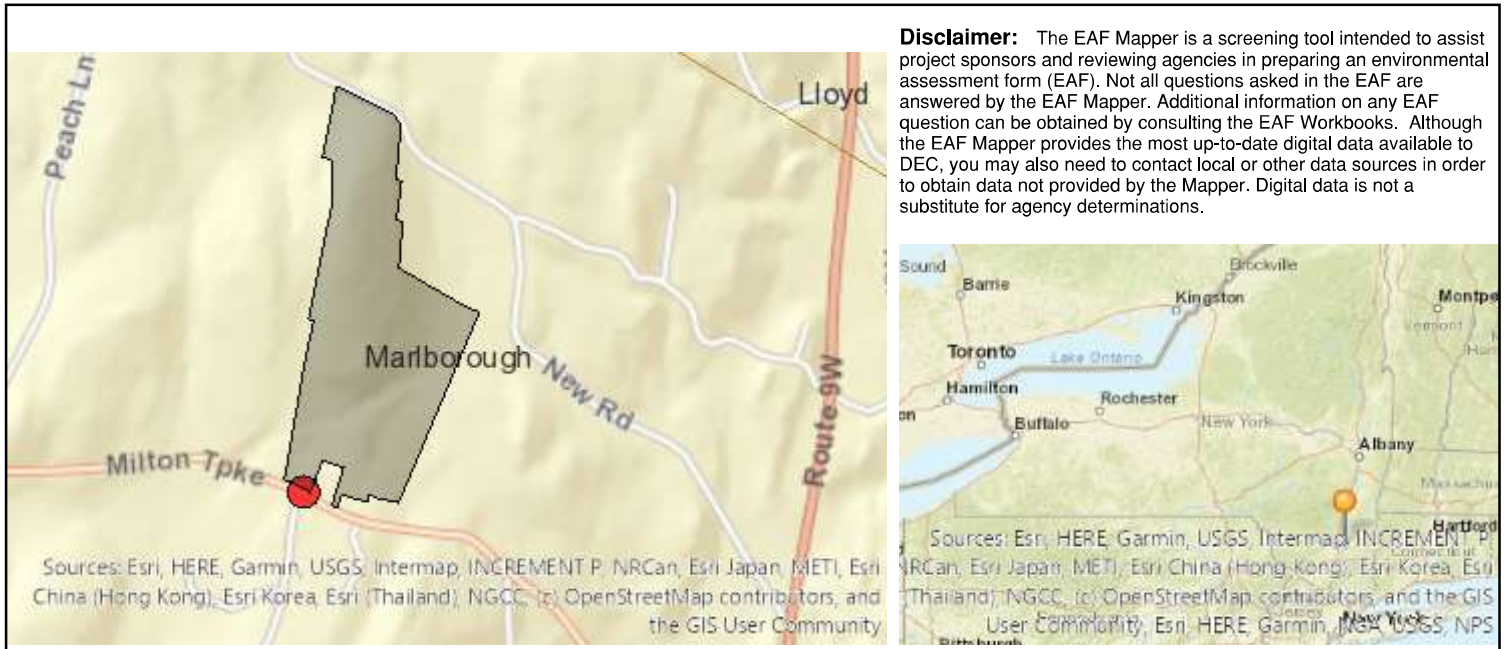 Disclaimer: The EAF Mapper is a screening tool intended to assist
project sponsors and reviewing agencies in preparing an environmental
assessment form (EAF). Not all questions asked in the EAF are
answered by the EAF Mapper. Additional information on any EAF
question can be obtained by consulting the EAF Workbooks. Although
the EAF Mapper provides the most up-to-date digital data available to
DEC, you may also need to contact local or other data sources in order
to obtain data not provided by the Mapper. Digital data is not a
substitute for agency determinations.
Peach Ln
Lloyd
Marlborough
New Rd
Route 9W
Milton Tpke
Sources: Esri, HERE, Garmin, USGS, Intermap, INCREMENT P, NRCan, Esri Japan, METI, Esri
China (Hong Kong), Esri Korea, Esri (Thailand), NGCC, (c) OpenStreetMap contributors, and
the GIS User Community
Sound
Barrie
Brockville
Kingston
Montpe
Toronto
Lake Ontario
Hamilton
Rochester
Buffalo
New York
Albany
Hartford
Sources: Esri, HERE, Garmin, USGS, Intermap, INCREMENT P,
NRCan, Esri Japan, METI, Esri China (Hong Kong), Esri Korea, Esri
(Thailand), NGCC, (c) OpenStreetMap contributors, and the GIS
User Community, Esri, HERE, Garmin, NGA, USGS, NPS
New York
Pittsburgh